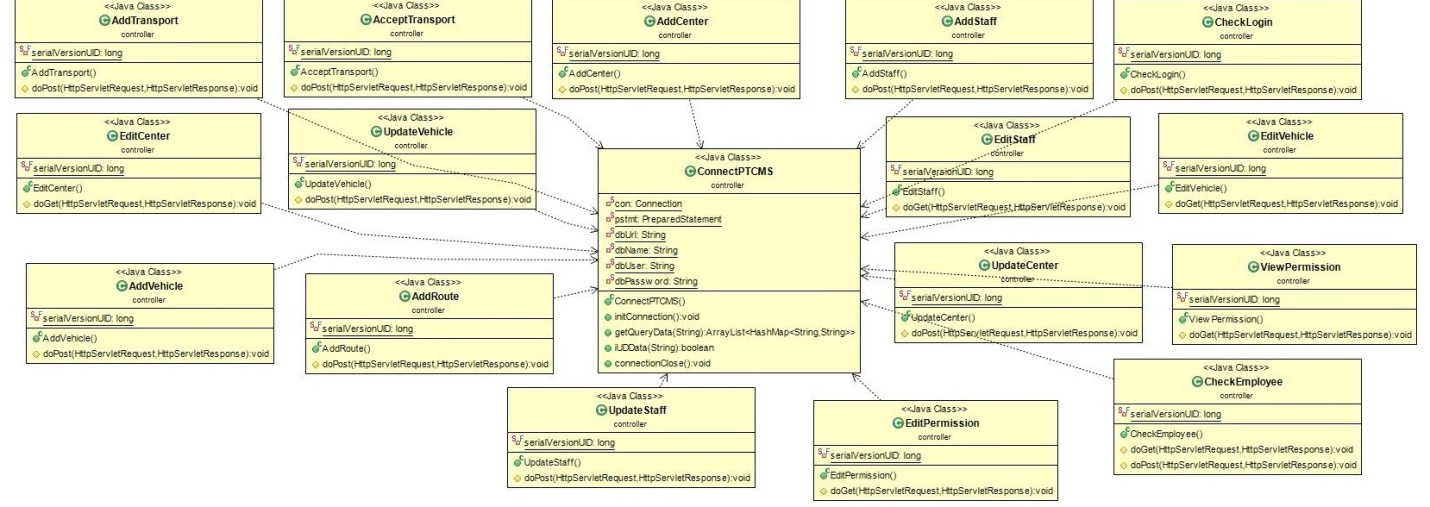 <<Java Class>>
AddTransport
controller
serialVersionUID: long
AddTransport()
doPost(HttpServletRequest,HttpServletResponse):void
<<Java Class>>
AcceptTransport
controller
serialVersionUID: long
AcceptTransport()
doPost(HttpServletRequest,HttpServletResponse):void
<<Java Class>>
AddCenter
controller
serialVersionUID: long
AddCenter()
doPost(HttpServletRequest,HttpServletResponse):void
<<Java Class>>
AddStaff
controller
serialVersionUID: long
AddStaff()
doPost(HttpServletRequest,HttpServletResponse):void
<<Java Class>>
CheckLogin
controller
serialVersionUID: long
CheckLogin()
doPost(HttpServletRequest,HttpServletResponse):void
<<Java Class>>
EditCenter
controller
serialVersionUID: long
EditCenter()
doGet(HttpServletRequest,HttpServletResponse):void
<<Java Class>>
UpdateVehicle
controller
serialVersionUID: long
UpdateVehicle()
doPost(HttpServletRequest,HttpServletResponse):void
<<Java Class>>
ConnectPTCMS
controller
con: Connection
pstmt: PreparedStatement
dbUrl: String
dbName: String
dbUser: String
dbPassword: String
ConnectPTCMS()
initConnection():void
getQueryData(String):ArrayList<HashMap<String,String>>
iUDData(String):boolean
connectionClose():void
<<Java Class>>
EditStaff
controller
serialVersionUID: long
EditStaff()
doGet(HttpServletRequest,HttpServletResponse):void
<<Java Class>>
EditVehicle
controller
serialVersionUID: long
EditVehicle()
doGet(HttpServletRequest,HttpServletResponse):void
<<Java Class>>
AddVehicle
controller
serialVersionUID: long
AddVehicle()
doPost(HttpServletRequest,HttpServletResponse):void
<<Java Class>>
AddRoute
controller
serialVersionUID: long
AddRoute()
doPost(HttpServletRequest,HttpServletResponse):void
<<Java Class>>
UpdateCenter
controller
serialVersionUID: long
UpdateCenter()
doPost(HttpServletRequest,HttpServletResponse):void
<<Java Class>>
ViewPermission
controller
serialVersionUID: long
ViewPermission()
doGet(HttpServletRequest,HttpServletResponse):void
<<Java Class>>
UpdateStaff
controller
serialVersionUID: long
UpdateStaff()
doPost(HttpServletRequest,HttpServletResponse):void
<<Java Class>>
EditPermission
controller
serialVersionUID: long
EditPermission()
doGet(HttpServletRequest,HttpServletResponse):void
<<Java Class>>
CheckEmployee
controller
serialVersionUID: long
CheckEmployee()
doGet(HttpServletRequest,HttpServletResponse):void
doPost(HttpServletRequest,HttpServletResponse):void